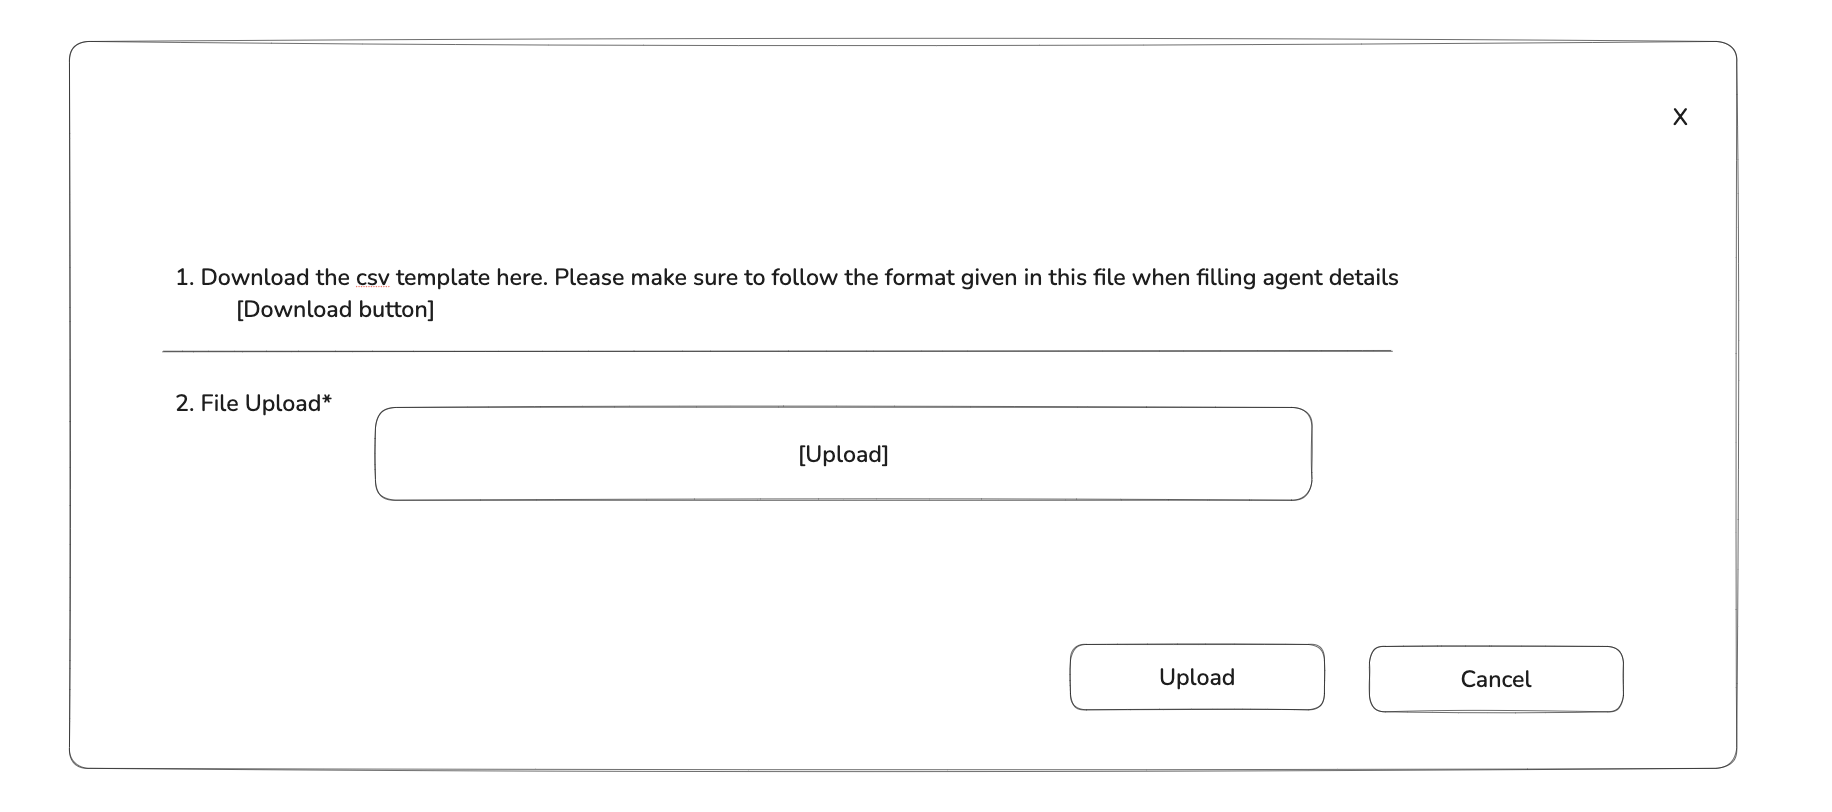 X
1. Download the csv template here. Please make sure to follow the format given in this file when filling agent details
[Download button]
2. File Upload*
[Upload]
Upload
Cancel